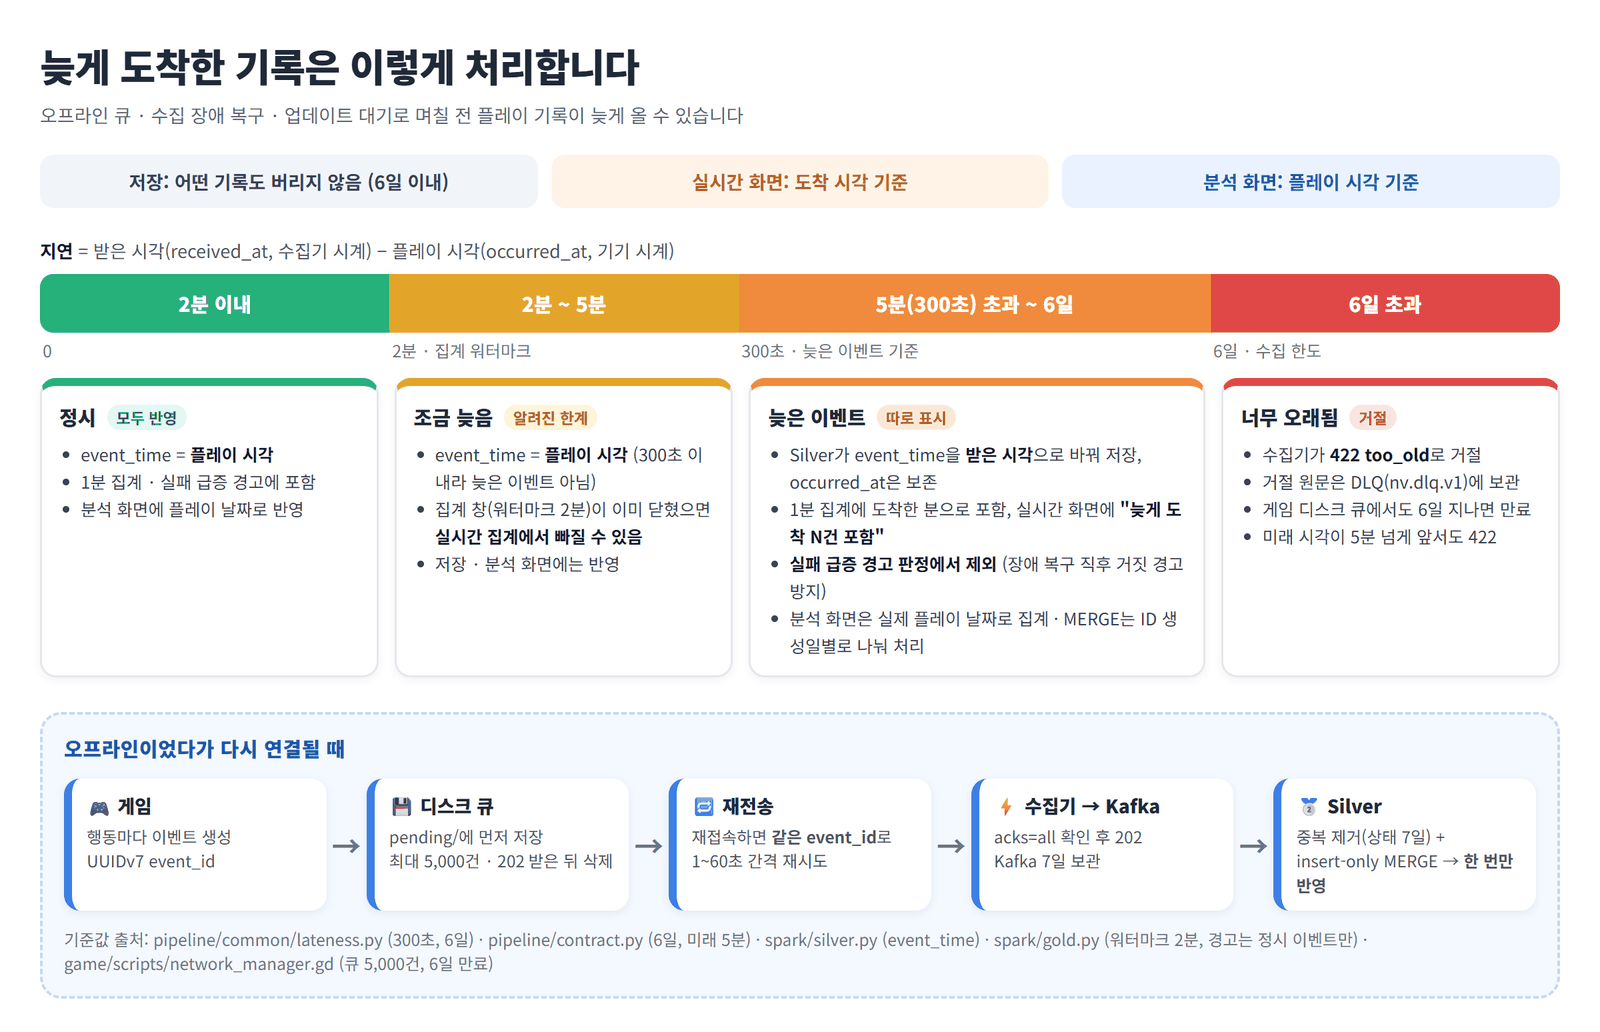 늦게 도착한 기록은 이렇게 처리합니다
오프라인 큐 · 수집 장애 복구 · 업데이트 대기로 며칠 전 플레이 기록이 늦게 올 수 있습니다
저장: 어떤 기록도 버리지 않음 (6일 이내)
실시간 화면: 도착 시각 기준
분석 화면: 플레이 시각 기준
지연 = 받은 시각(received_at, 수집기 시계) − 플레이 시각(occurred_at, 기기 시계)
2분 이내
2분 ~ 5분
5분(300초) 초과 ~ 6일
6일 초과
0
2분 · 집계 워터마크
300초 · 늦은 이벤트 기준
6일 · 수집 한도
정시 모두 반영
• event_time = 플레이 시각
• 1분 집계 · 실패 급증 경고에 포함
• 분석 화면에 플레이 날짜로 반영
조금 늦음 알려진 한계
• event_time = 플레이 시각 (300초 이
내라 늦은 이벤트 아님)
• 집계 창(워터마크 2분)이 이미 닫혔으면
실시간 집계에서 빠질 수 있음
• 저장 · 분석 화면에는 반영
늦은 이벤트 따로 표시
• Silver가 event_time을 받은 시각으로 바꿔 저장,
occurred_at은 보존
• 1분 집계에 도착한 분으로 포함, 실시간 화면에 "늦게 도
착 N건 포함"
• 실패 급증 경고 판정에서 제외 (장애 복구 직후 거짓 경고
방지)
• 분석 화면은 실제 플레이 날짜로 집계 · MERGE는 ID 생
성일별로 나눠 처리
너무 오래됨 거절
• 수집기가 422 too_old로 거절
• 거절 원문은 DLQ(nv.dlq.v1)에 보관
• 게임 디스크 큐에서도 6일 지나면 만료
• 미래 시각이 5분 넘게 앞서도 422
오프라인이었다가 다시 연결될 때
🎮 게임
행동마다 이벤트 생성
UUIDv7 event_id
→
💾 디스크 큐
pending/에 먼저 저장
최대 5,000건 · 202 받은 뒤 삭제
→
🔁 재전송
재접속하면 같은 event_id로
1~60초 간격 재시도
→
⚡ 수집기 → Kafka
acks=all 확인 후 202
Kafka 7일 보관
→
🥈 Silver
중복 제거(상태 7일) +
insert-only MERGE → 한 번만
반영
기준값 출처: pipeline/common/lateness.py (300초, 6일) · pipeline/contract.py (6일, 미래 5분) · spark/silver.py (event_time) · spark/gold.py (워터마크 2분, 경고는 정시 이벤트만) ·
game/scripts/network_manager.gd (큐 5,000건, 6일 만료)